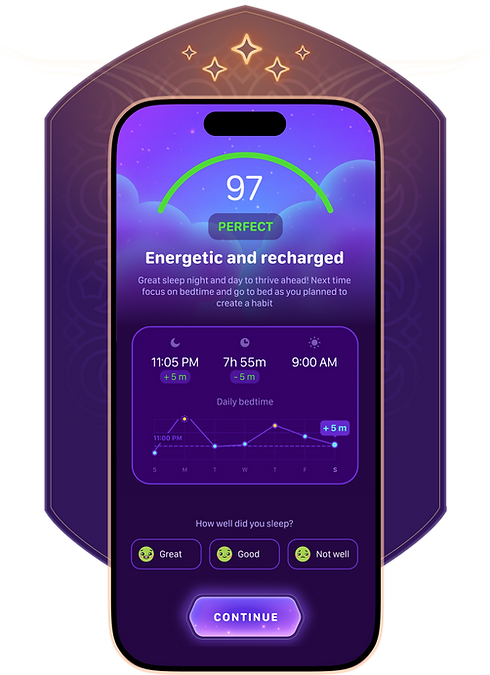 97
PERFECT
Energetic and recharged
Great sleep night and day to thrive ahead! Next time
focus on bedtime and go to bed as you planned to
create a habit
11:05 PM 7h 55m 9:00 AM
+ 5 m - 5 m
Daily bedtime
+ 5 m
11:00 PM
S M T W T F S
How well did you sleep?
Great Good Not well
CONTINUE